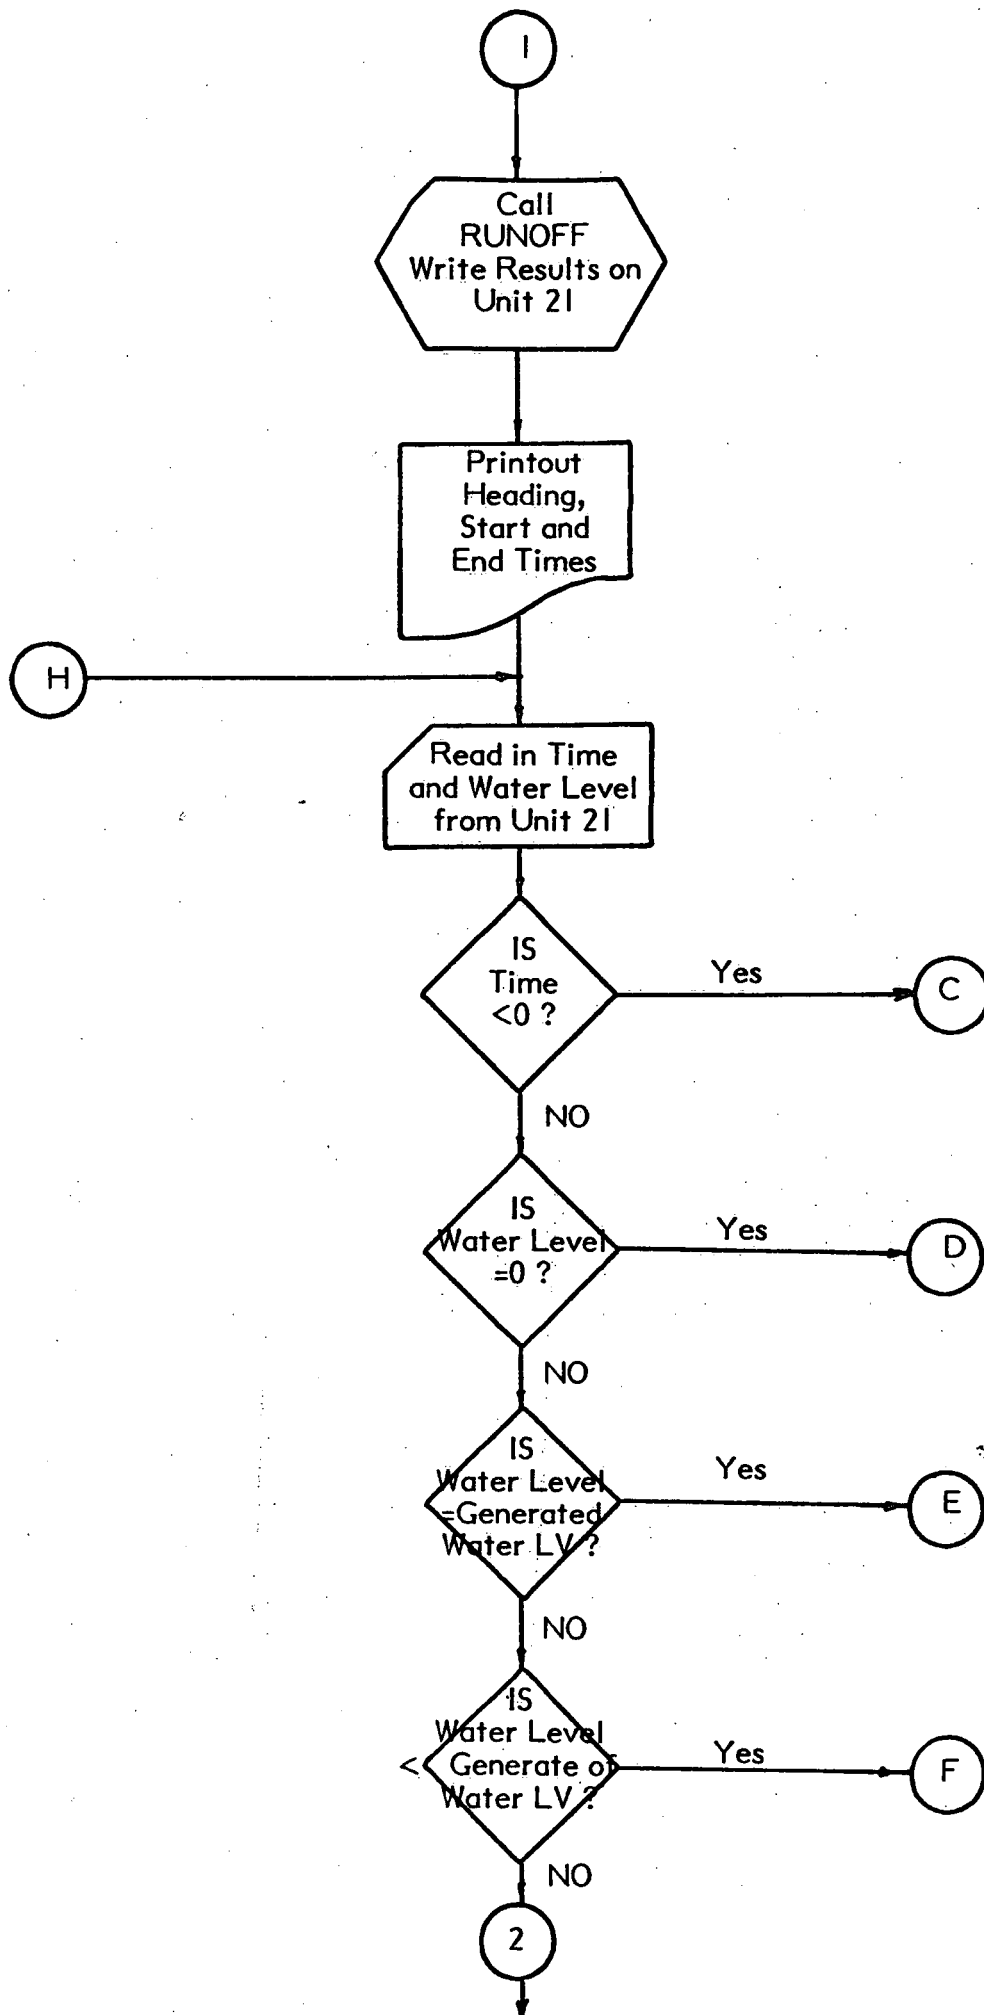 1
Call
RUNOFF
Write Results on
Unit 21
Printout
Heading,
Start and
End Times
H
Read in Time
and Water Level
from Unit 21
IS
Time
<0 ?
Yes
C
NO
IS
Water Level
=0 ?
Yes
D
NO
IS
Water Level
=Generated
Water LV ?
Yes
E
NO
IS
Water Level
< Generate of
Water LV ?
Yes
F
NO
2